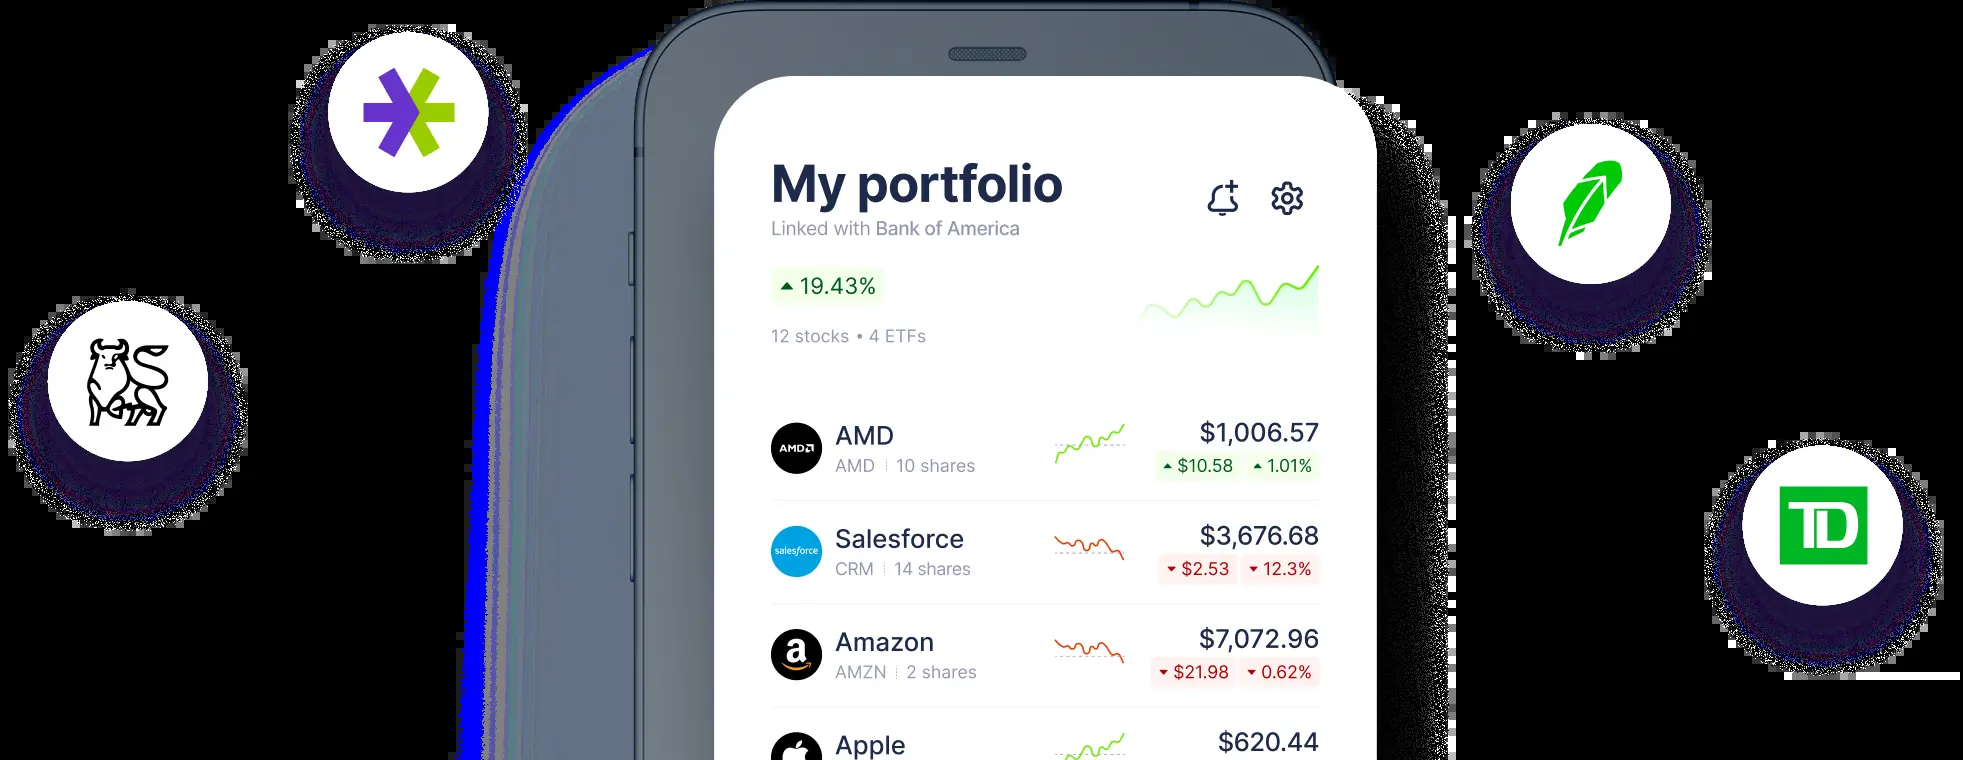 My portfolio
Linked with Bank of America
19.43%
12 stocks • 4 ETFs
AMD
AMD
$1,006.57
AMD 10 shares
$10.58 1.01%
salesforce
Salesforce
$3,676.68
CRM 14 shares
$2.53 12.3%
a
Amazon
$7,072.96
AMZN 2 shares
$21.98 0.62%
Apple
$620.44
TD